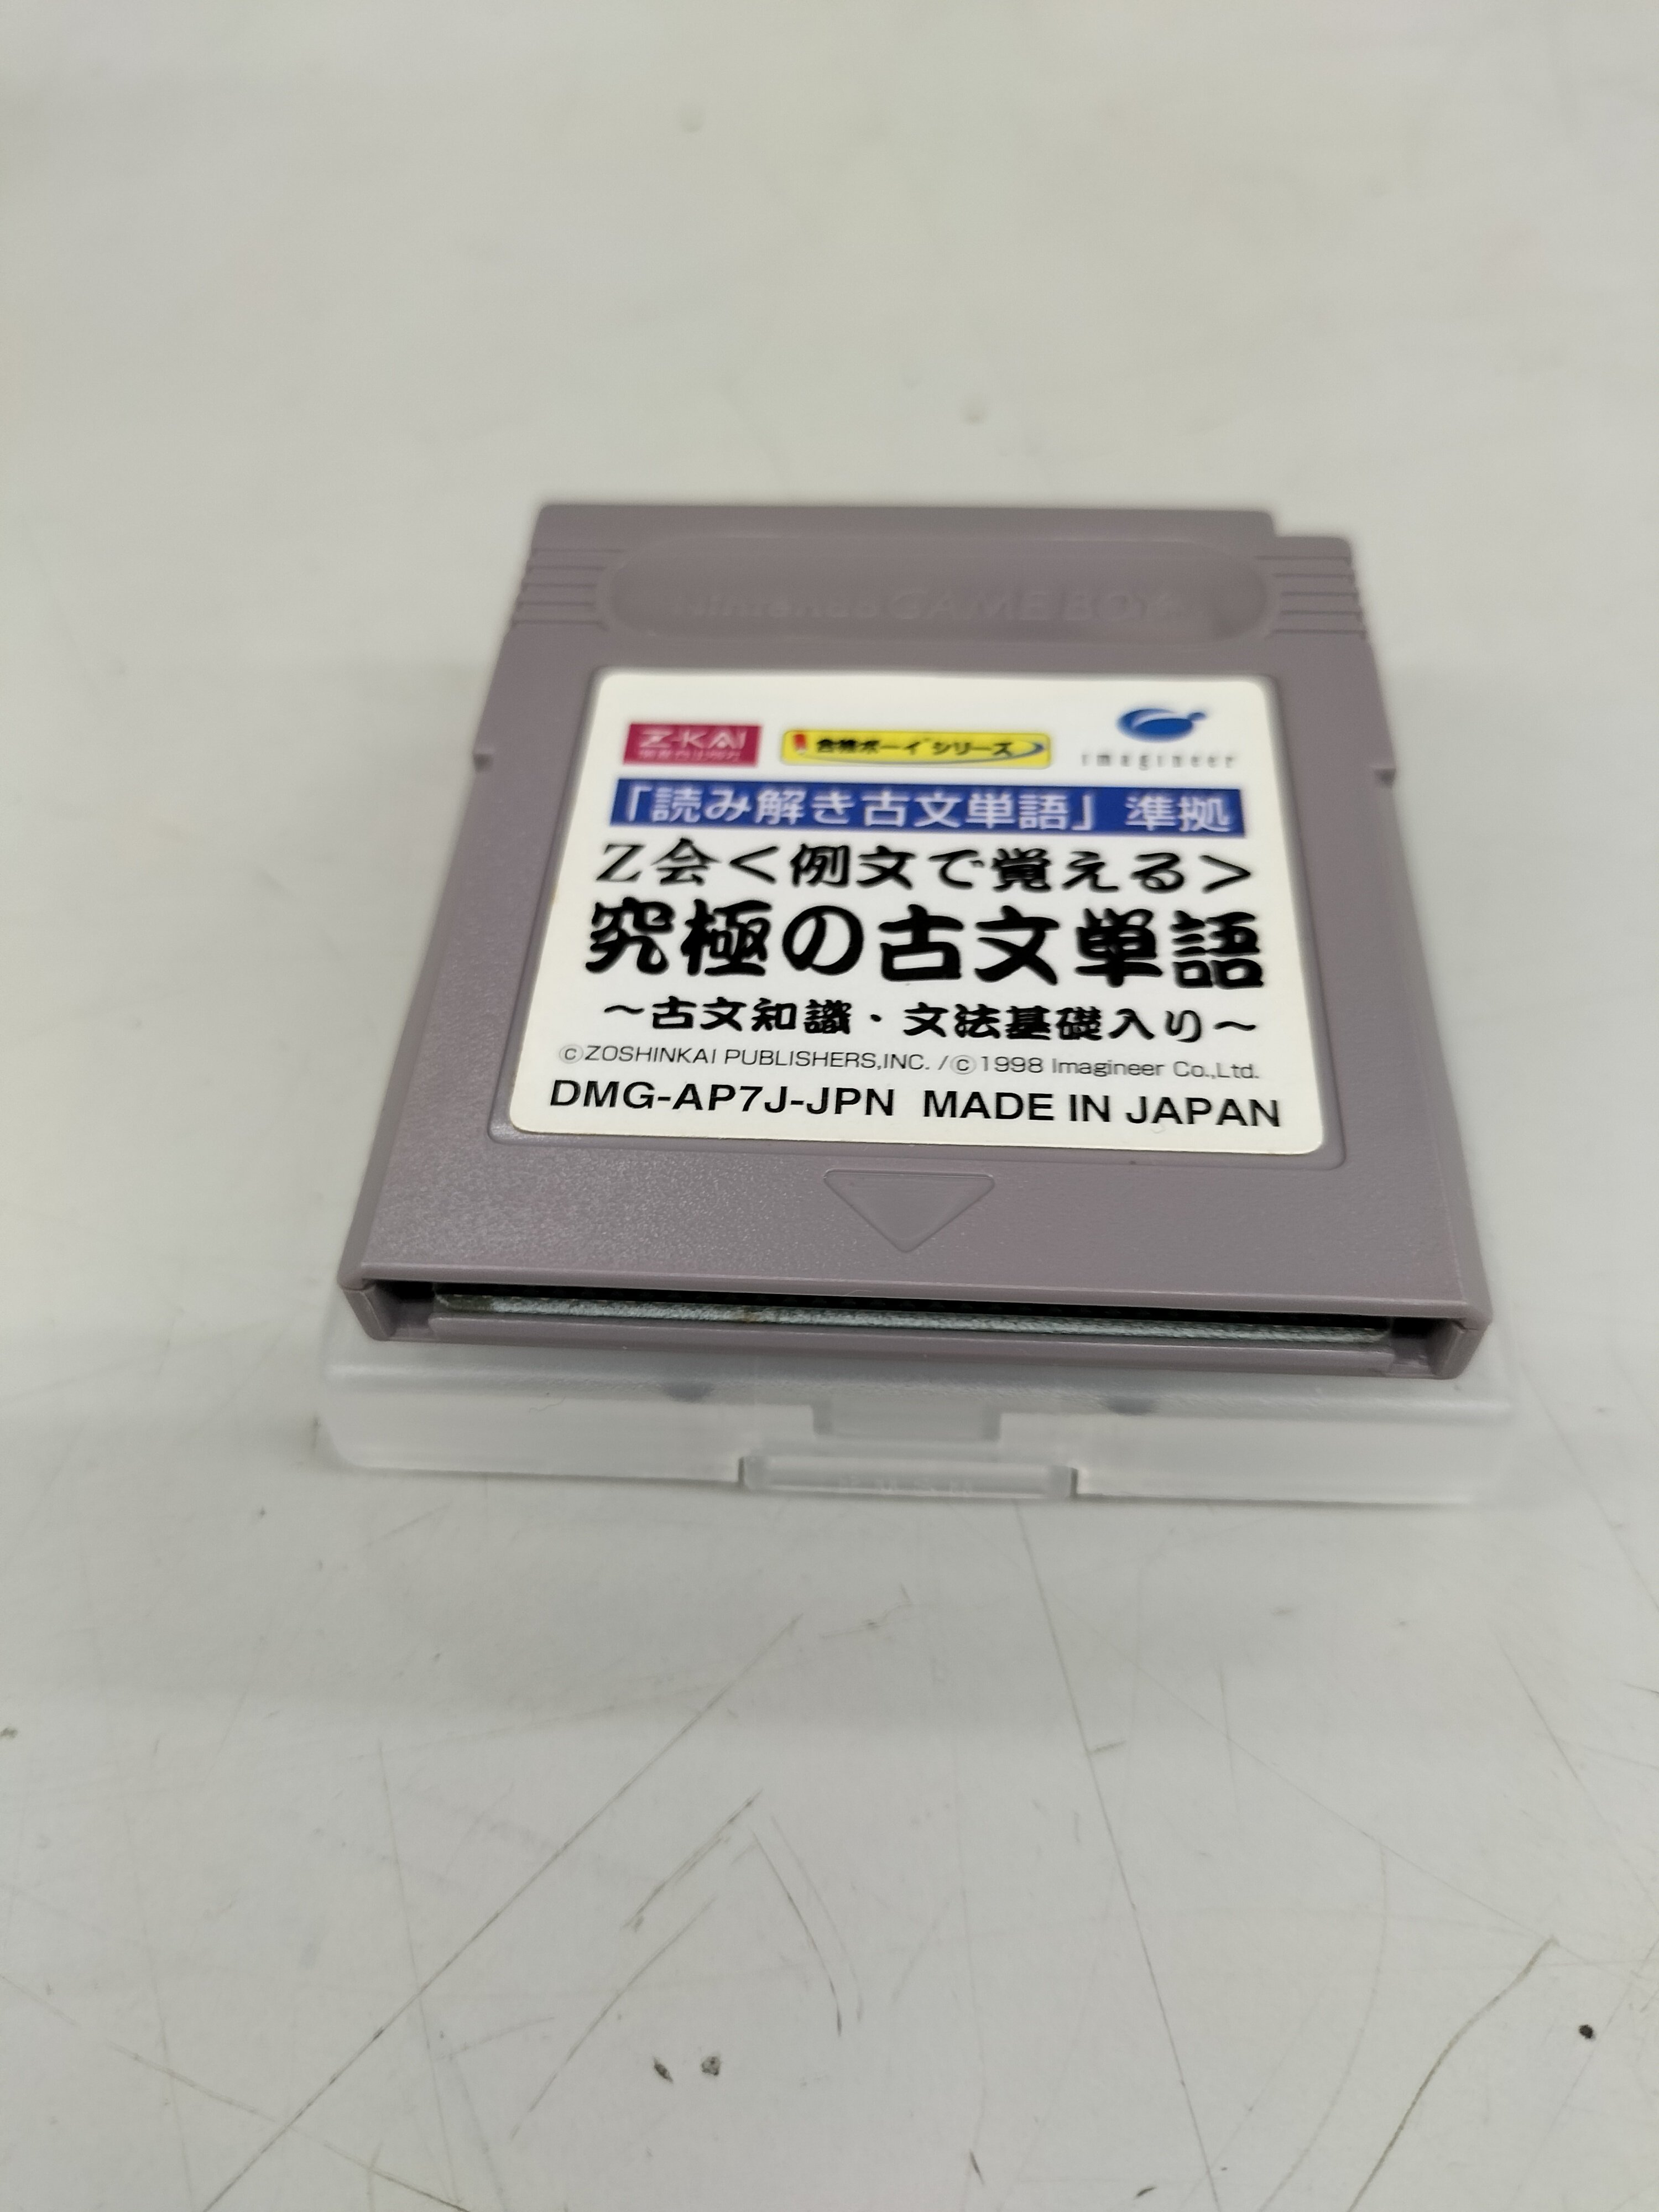 Nintendo GAME BOY
Z-KAI
合格ボーイシリーズ
imagineer
「読み解き古文単語」準拠
Z会<例文で覚える>
究極の古文単語
～古文知識・文法基礎入り～
©ZOSHINKAI PUBLISHERS,INC. /©1998 Imagineer Co.,Ltd.
DMG-AP7J-JPN MADE IN JAPAN